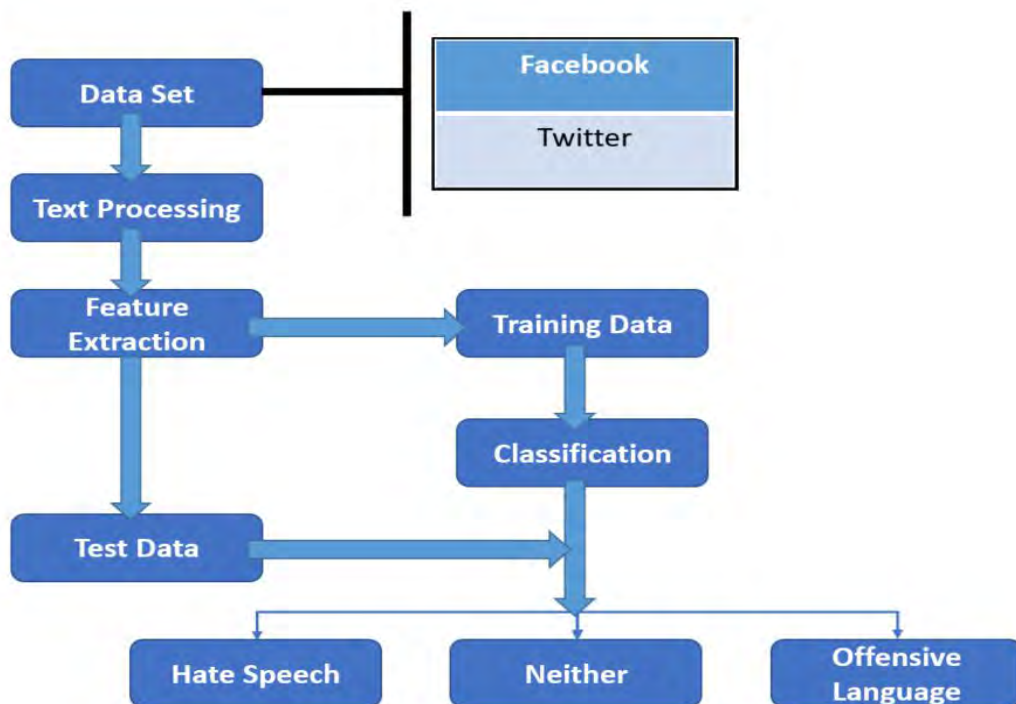 Data Set
Facebook
Twitter
Text Processing
Feature
Extraction
Training Data
Classification
Test Data
Hate Speech
Neither
Offensive
Language